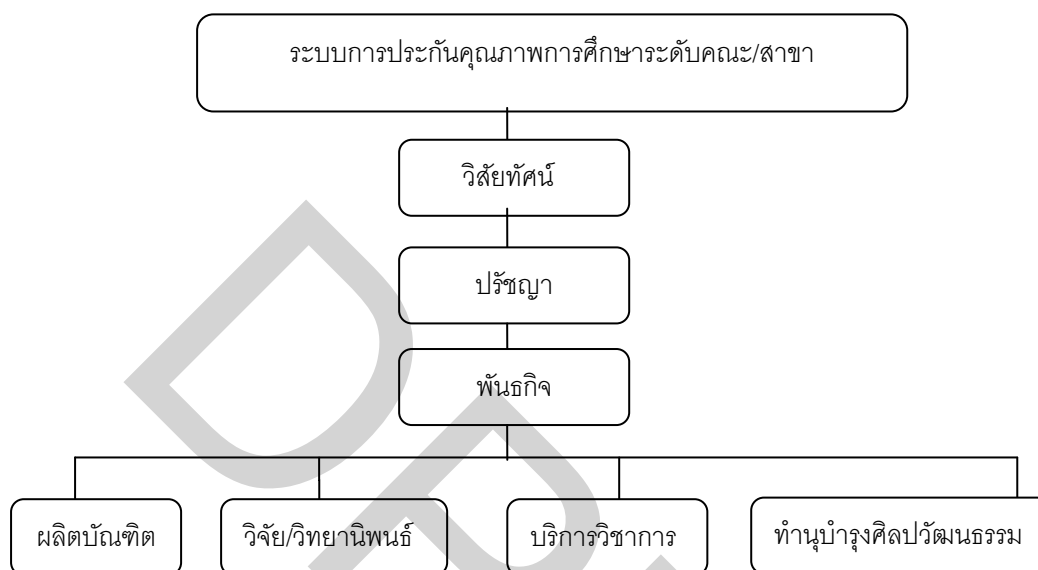 ระบบการประกันคุณภาพการศึกษาระดับคณะ/สาขา
วิสัยทัศน์
ปรัชญา
พันธกิจ
ผลิตบัณฑิต
วิจัย/วิทยานิพนธ์
บริการวิชาการ
ทำนุบำรุงศิลปวัฒนธรรม